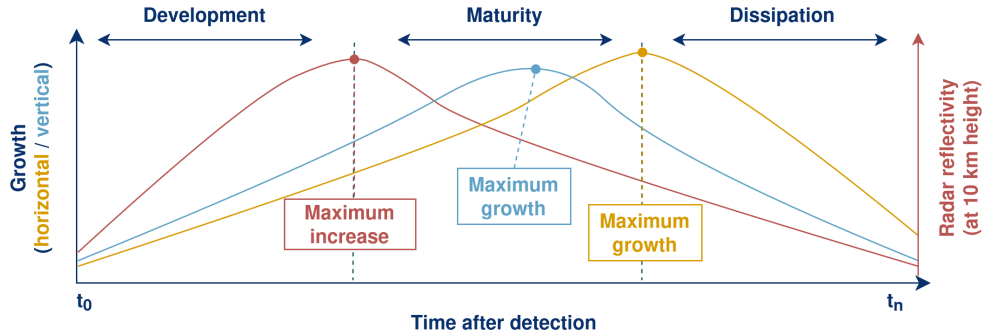 Development
Maturity
Dissipation
Growth
(horizontal / vertical)
Radar reflectivity
(at 10 km height)
Maximum
increase
Maximum
growth
Maximum
growth
t0
tn
Time after detection